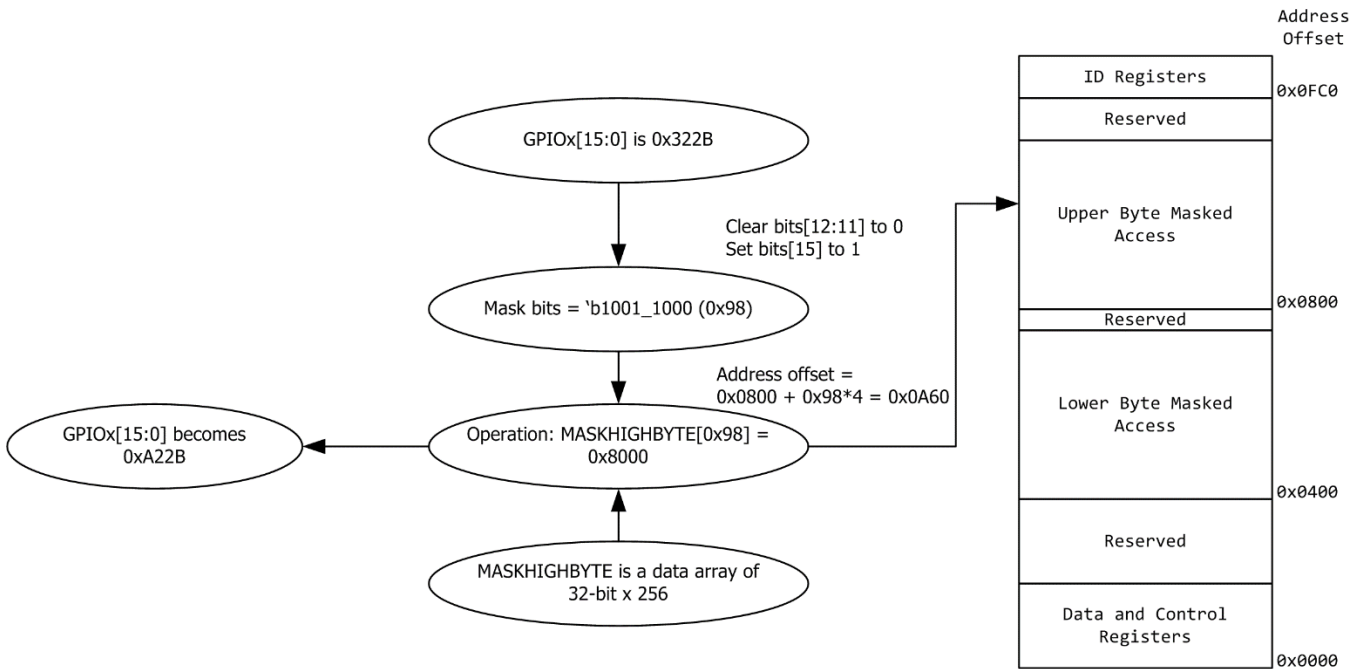 GPIOx[15:0] is 0x322B
Clear bits[12:11] to 0
Set bits[15] to 1
Mask bits = ‘b1001_1000 (0x98)
Address offset =
0x0800 + 0x98*4 = 0x0A60
Operation: MASKHIGHBYTE[0x98] =
0x8000
GPIOx[15:0] becomes
0xA22B
MASKHIGHBYTE is a data array of
32-bit x 256
Address
Offset
ID Registers
0x0FC0
Reserved
Upper Byte Masked
Access
0x0800
Reserved
Lower Byte Masked
Access
0x0400
Reserved
Data and Control
Registers
0x0000